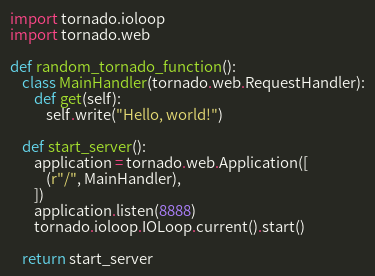 import tornado.ioloop
import tornado.web

def random_tornado_function():
    class MainHandler(tornado.web.RequestHandler):
        def get(self):
            self.write("Hello, world!")

    def start_server():
        application = tornado.web.Application([
            (r"/", MainHandler),
        ])
        application.listen(8888)
        tornado.ioloop.IOLoop.current().start()

    return start_server